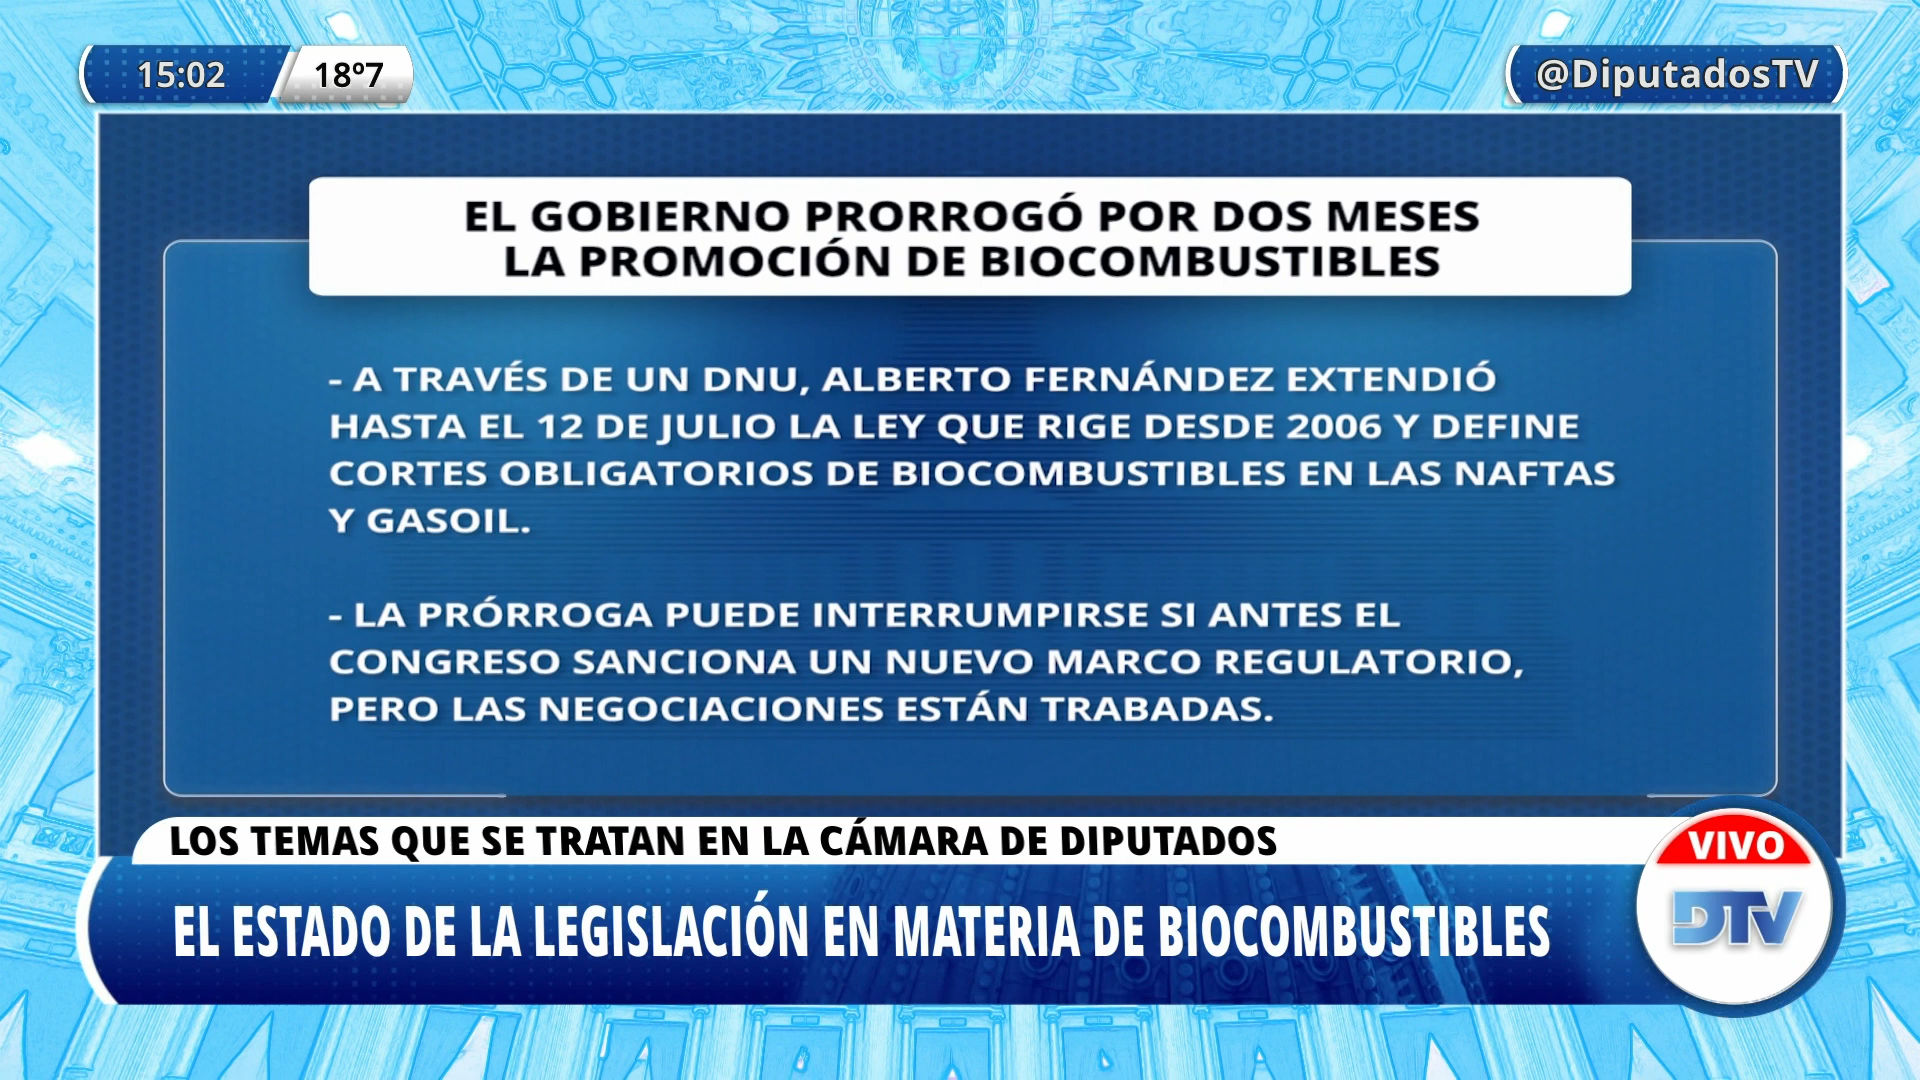 15:02
18º7
@DiputadosTV
EL GOBIERNO PRORROGÓ POR DOS MESES
LA PROMOCIÓN DE BIOCOMBUSTIBLES
- A TRAVÉS DE UN DNU, ALBERTO FERNÁNDEZ EXTENDIÓ
HASTA EL 12 DE JULIO LA LEY QUE RIGE DESDE 2006 Y DEFINE
CORTES OBLIGATORIOS DE BIOCOMBUSTIBLES EN LAS NAFTAS
Y GASOIL.
- LA PRÓRROGA PUEDE INTERRUMPIRSE SI ANTES EL
CONGRESO SANCIONA UN NUEVO MARCO REGULATORIO,
PERO LAS NEGOCIACIONES ESTÁN TRABADAS.
LOS TEMAS QUE SE TRATAN EN LA CÁMARA DE DIPUTADOS
VIVO
EL ESTADO DE LA LEGISLACIÓN EN MATERIA DE BIOCOMBUSTIBLES
DTV